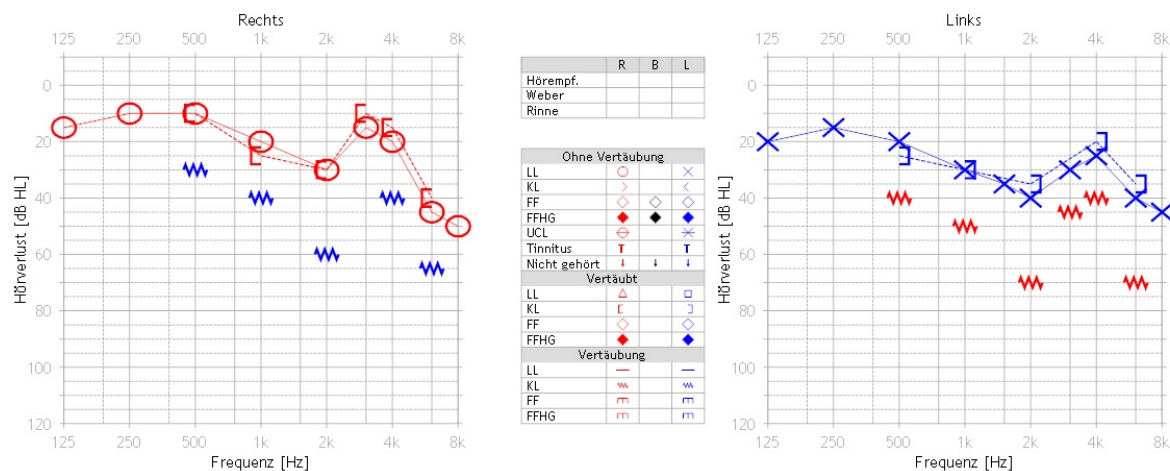 Rechts
125 250 500 1k 2k 4k 8k
0
20
40
60
80
100
120
Hörverlust [dB HL]
125 250 500 1k 2k 4k 8k
Frequenz [Hz]
R B L
Hörempf.
Weber
Rinne
Ohne Vertäubung
LL
KL
FF
FFHG
UCL
Tinnitus T T
Nicht gehört
Vertäubt
LL
KL
FF
FFHG
Vertäubung
LL
KL
FF
FFHG
Links
125 250 500 1k 2k 4k 8k
0
20
40
60
80
100
120
Hörverlust [dB HL]
125 250 500 1k 2k 4k 8k
Frequenz [Hz]